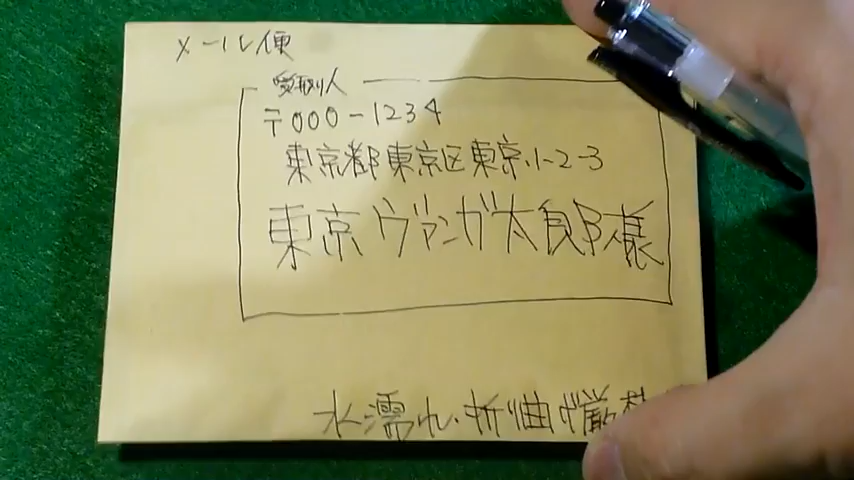 メール便
受取人
〒000-1234
東京都東京区東京1-2-3
東京ヴァンガ太郎様
水濡れ・折曲げ厳禁